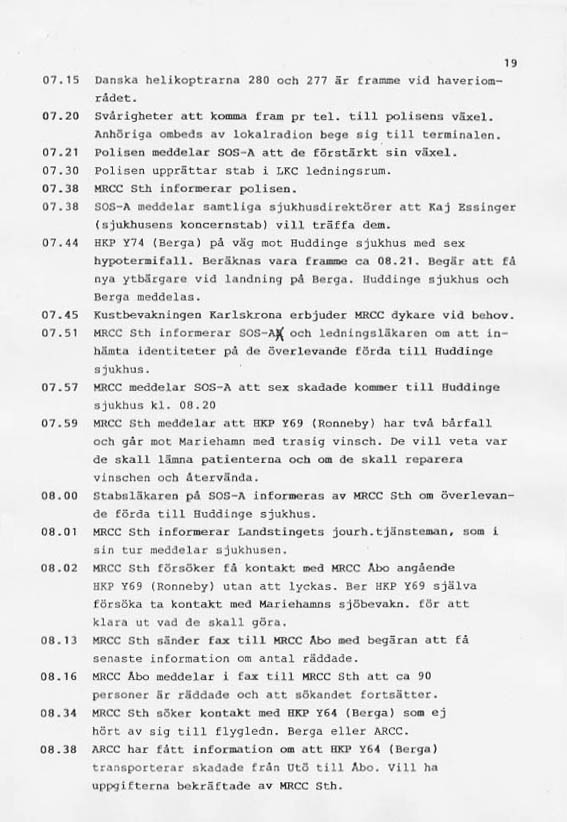 19
07.15 Danska helikoptrarna 280 och 277 är framme vid haveriom-
rådet.
07.20 Svårigheter att komma fram pr tel. till polisens växel.
Anhöriga ombeds av lokalradion bege sig till terminalen.
07.21 Polisen meddelar SOS-A att de förstärkt sin växel.
07.30 Polisen upprättar stab i LKC ledningsrum.
07.38 MRCC Sth informerar polisen.
07.38 SOS-A meddelar samtliga sjukhusdirektörer att Kaj Essinger
(sjukhusens koncernstab) vill träffa dem.
07.44 HKP Y74 (Berga) på väg mot Huddinge sjukhus med sex
hypotermifall. Beräknas vara framme ca 08.21. Begär att få
nya ytbärgare vid landning på Berga. Huddinge sjukhus och
Berga meddelas.
07.45 Kustbevakningen Karlskrona erbjuder MRCC dykare vid behov.
07.51 MRCC Sth informerar SOS-A och ledningsläkaren om att in-
hämta identiteter på de överlevande förda till Huddinge
sjukhus.
07.57 MRCC meddelar SOS-A att sex skadade kommer till Huddinge
sjukhus kl. 08.20
07.59 MRCC Sth meddelar att HKP Y69 (Ronneby) har två bårfall
och går mot Mariehamn med trasig vinsch. De vill veta var
de skall lämna patienterna och om de skall reparera
vinschen och återvända.
08.00 Stabsläkaren på SOS-A informeras av MRCC Sth om överlevan-
de förda till Huddinge sjukhus.
08.01 MRCC Sth informerar Landstingets jourh.tjänsteman, som i
sin tur meddelar sjukhusen.
08.02 MRCC Sth försöker få kontakt med MRCC Åbo angående
HKP Y69 (Ronneby) utan att lyckas. Ber HKP Y69 själva
försöka ta kontakt med Mariehamns sjöbevakn. för att
klara ut vad de skall göra.
08.13 MRCC Sth sänder fax till MRCC Åbo med begäran att få
senaste information om antal räddade.
08.16 MRCC Åbo meddelar i fax till MRCC Sth att ca 90
personer är räddade och att sökandet fortsätter.
08.34 MRCC Sth söker kontakt med HKP Y64 (Berga) som ej
hört av sig till flygledn. Berga eller ARCC.
08.38 ARCC har fått information om att HKP Y64 (Berga)
transporterar skadade från Utö till Åbo. Vill ha
uppgifterna bekräftade av MRCC Sth.